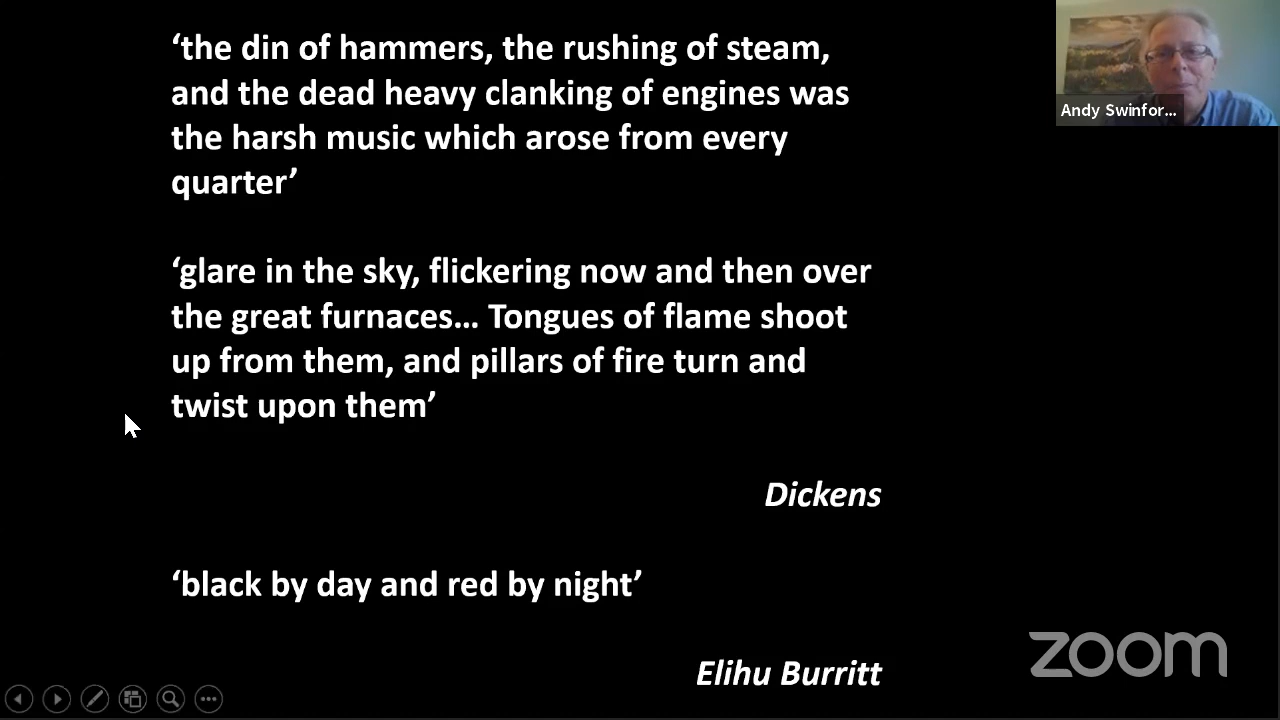 ‘the din of hammers, the rushing of steam,
and the dead heavy clanking of engines was
the harsh music which arose from every
quarter’
‘glare in the sky, flickering now and then over
the great furnaces… Tongues of flame shoot
up from them, and pillars of fire turn and
twist upon them’
Dickens
‘black by day and red by night’
Elihu Burritt
Andy Swinfor...
zoom